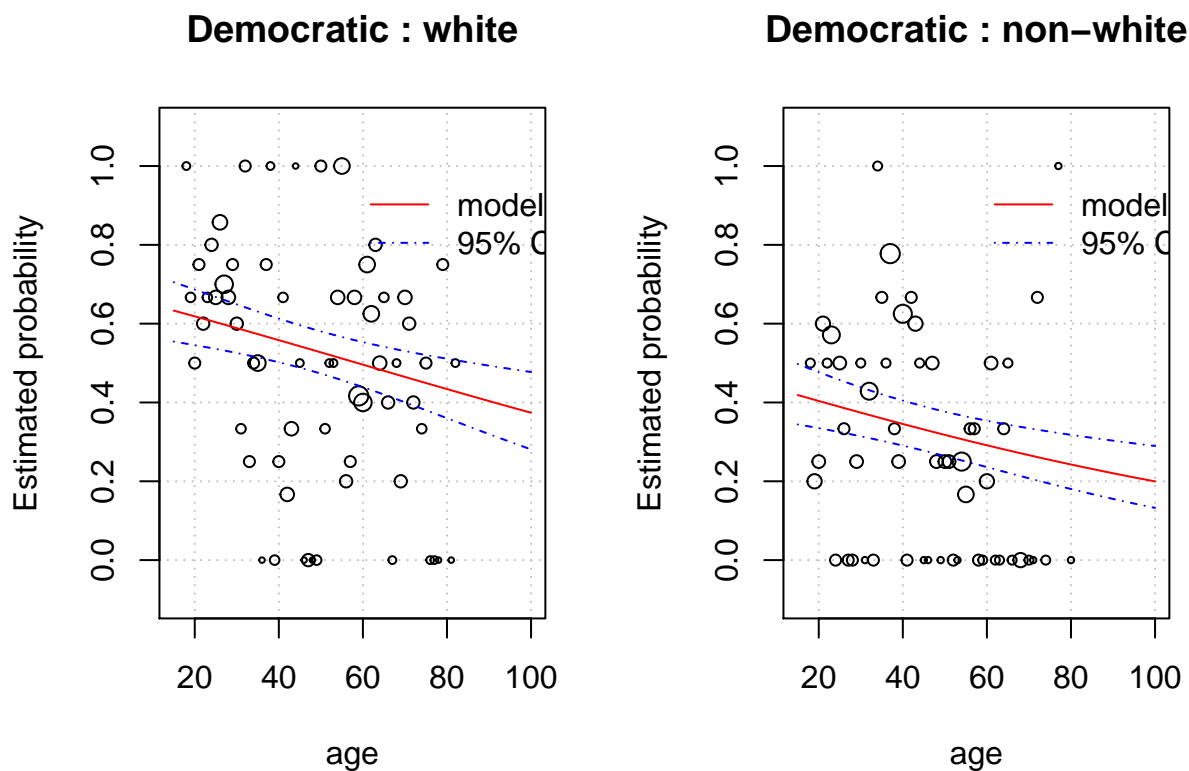 Democratic : white
Estimated probability
1.0
0.8
0.6
0.4
0.2
0.0
model
95% C
20 40 60 80 100
age
Democratic : non−white
Estimated probability
1.0
0.8
0.6
0.4
0.2
0.0
model
95% C
20 40 60 80 100
age